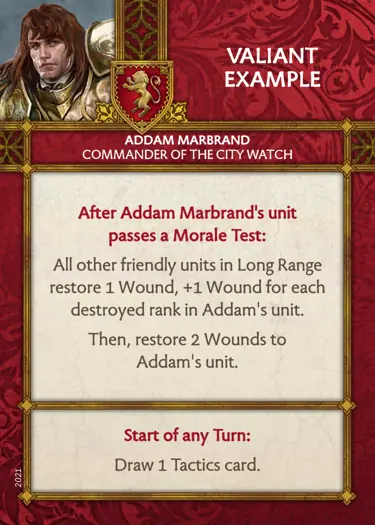 VALIANT
EXAMPLE
ADDAM MARBRAND
COMMANDER OF THE CITY WATCH
After Addam Marbrand's unit
passes a Morale Test:
All other friendly units in Long Range
restore 1 Wound, +1 Wound for each
destroyed rank in Addam's unit.
Then, restore 2 Wounds to
Addam's unit.
Start of any Turn:
Draw 1 Tactics card.
2021